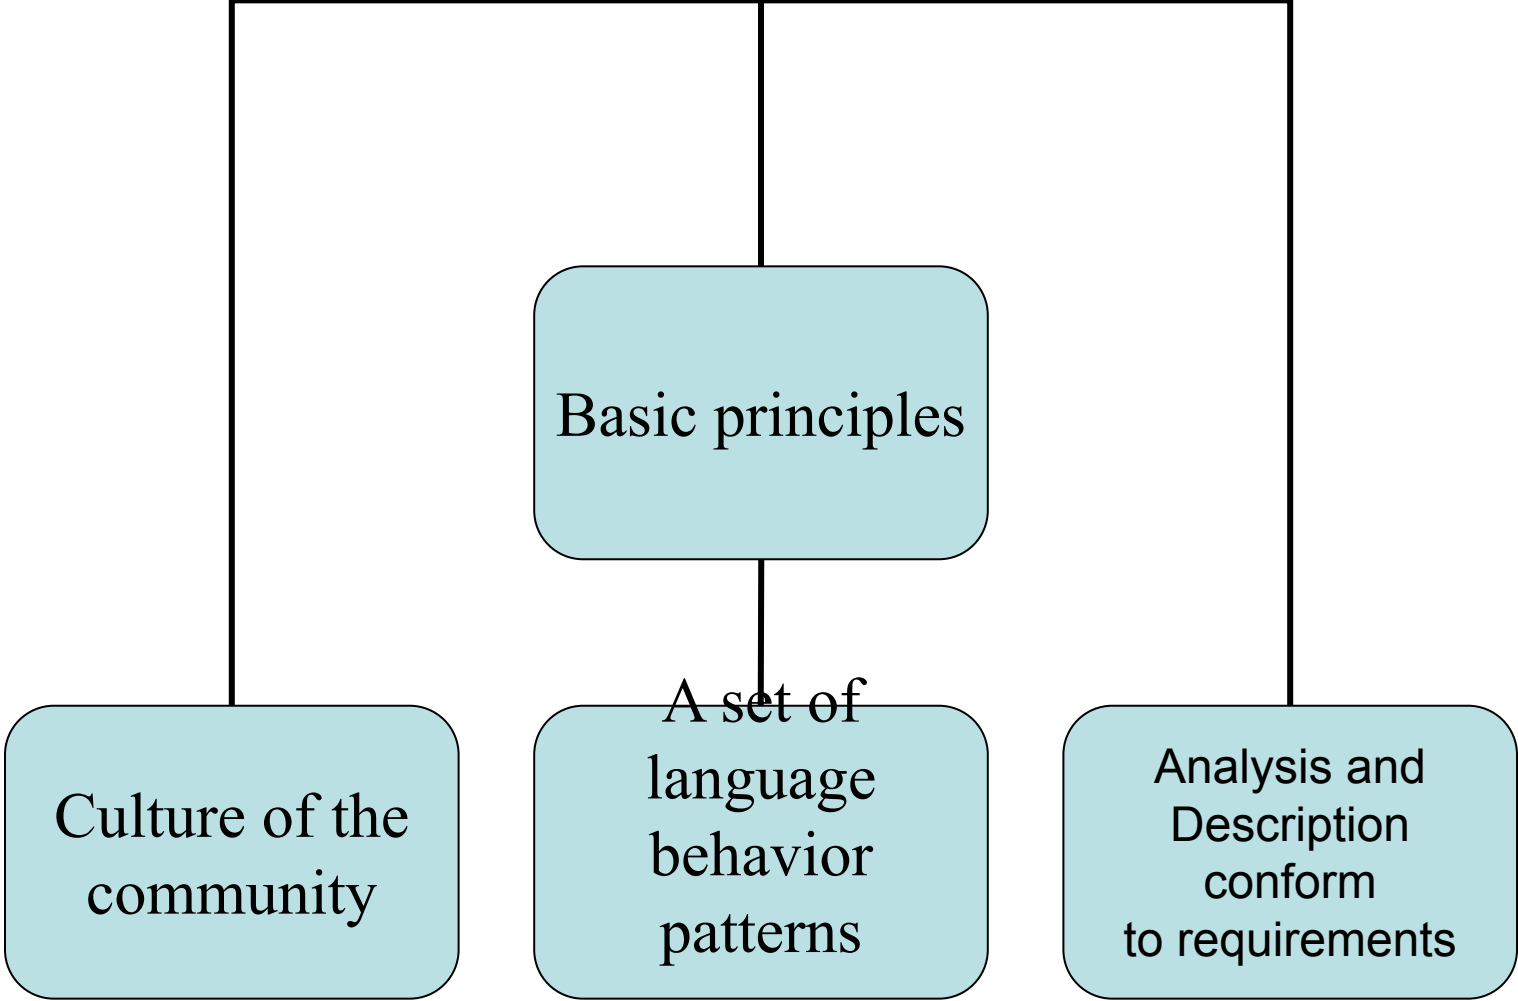 Basic principles
Culture of the
community
A set of
language
behavior
patterns
Analysis and
Description
conform
to requirements